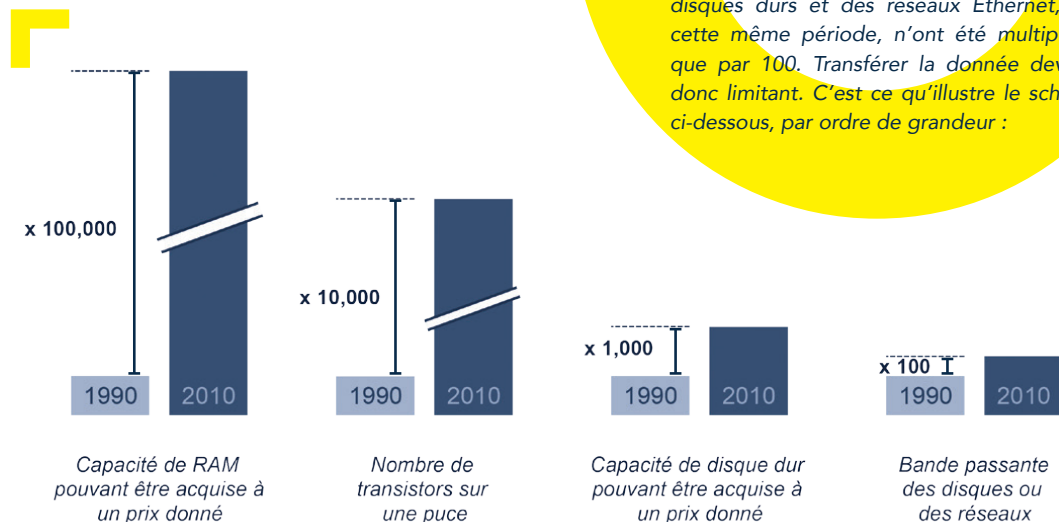 disques durs et des réseaux Ethernet,
cette même période, n'ont été
que par 100. Transférer la donnée
donc limitant. C'est ce qu'illustre le
ci-dessous, par ordre de grandeur :
x 100,000
1990 2010
Capacité de RAM
pouvant être acquise à
un prix donné
x 10,000
1990 2010
Nombre de
transistors sur
une puce
x 1,000
1990 2010
Capacité de disque dur
pouvant être acquise à
un prix donné
x 100
1990 2010
Bande passante
des disques ou
des réseaux